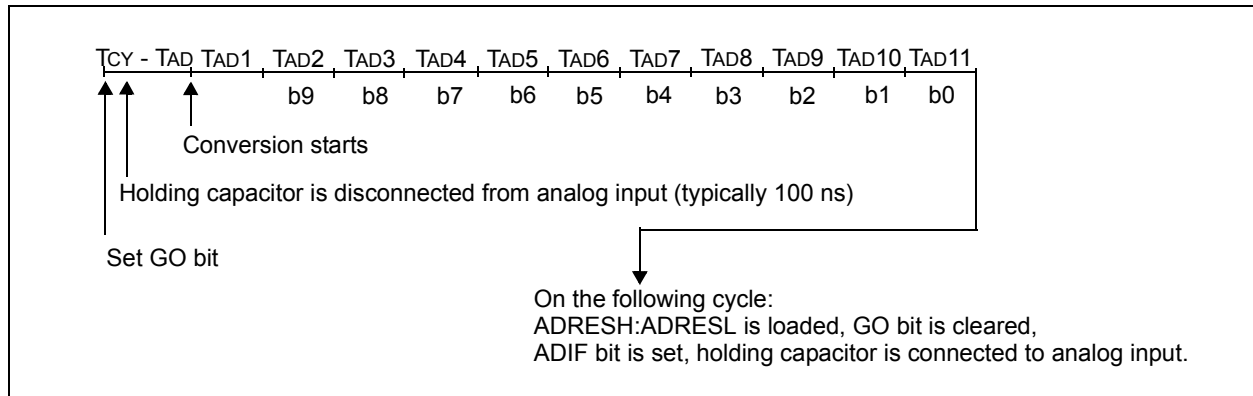 TCY - TAD TAD1 TAD2 TAD3 TAD4 TAD5 TAD6 TAD7 TAD8 TAD9 TAD10 TAD11
b9 b8 b7 b6 b5 b4 b3 b2 b1 b0
Conversion starts
Holding capacitor is disconnected from analog input (typically 100 ns)
Set GO bit
On the following cycle:
ADRESH:ADRESL is loaded, GO bit is cleared,
ADIF bit is set, holding capacitor is connected to analog input.